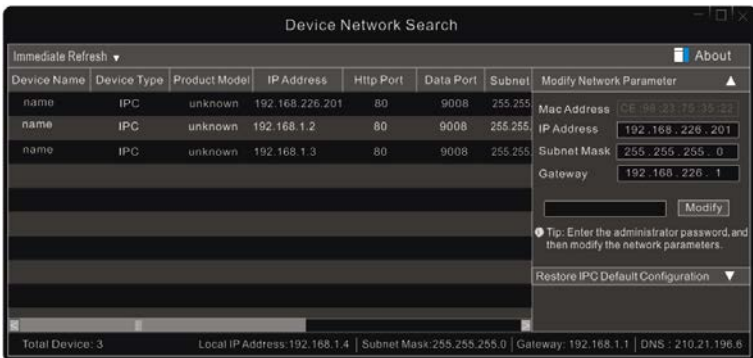 Device Network Search
Immediate Refresh ▼
About
Device Name Device Type Product Model IP Address Http Port Data Port Subnet
name IPC unknown 192.168.226.201 80 9008 255.255
name IPC unknown 192.168.1.2 80 9008 255.255.
name IPC unknown 192.168.1.3 80 9008 255.255.
Modify Network Parameter ▲
Mac Address CE:98:23:75:35:22
IP Address 192.168.226.201
Subnet Mask 255.255.255.0
Gateway 192.168.226.1
Modify
Tip: Enter the administrator password, and
then modify the network parameters.
Restore IPC Default Configuration ▼
Total Device: 3 Local IP Address:192.168.1.4 Subnet Mask:255.255.255.0 Gateway: 192.168.1.1 DNS : 210.21.196.6